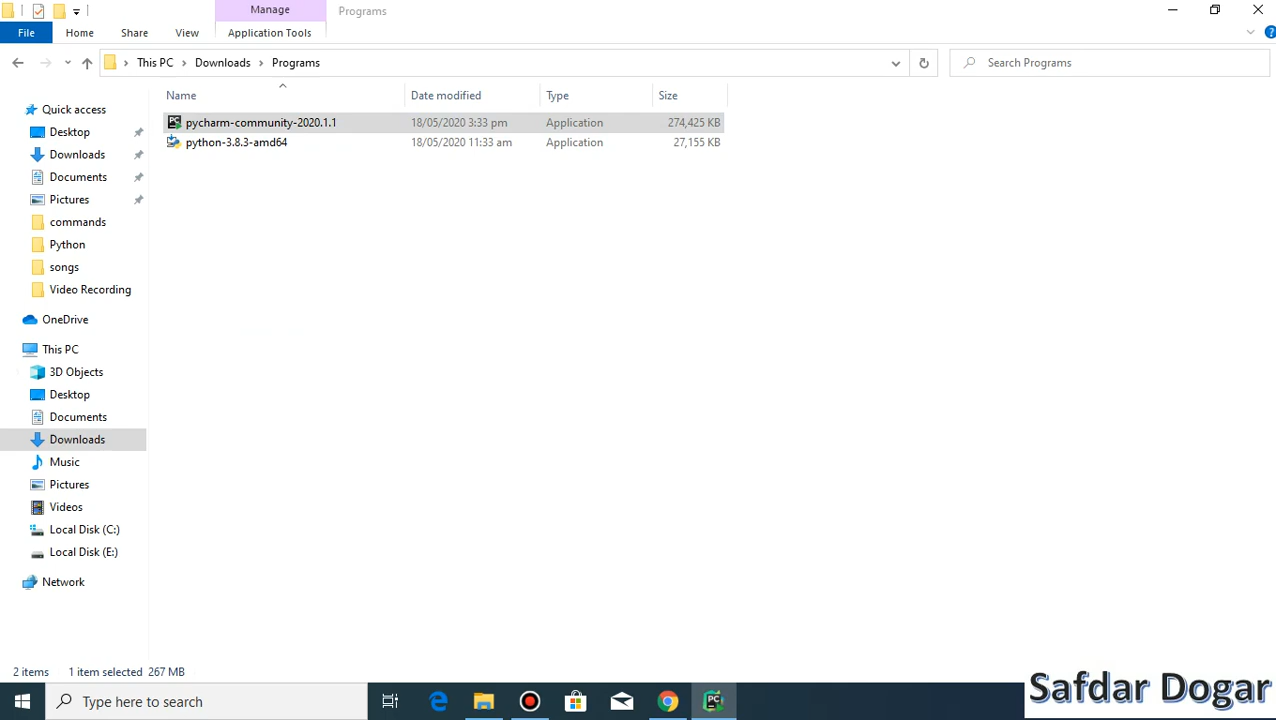 Manage
Programs
File
Home
Share
View
Application Tools
This PC
Downloads
Programs
Search Programs
Name
Date modified
Type
Size
pycharm-community-2020.1.1
18/05/2020 3:33 pm
Application
274,425 KB
python-3.8.3-amd64
18/05/2020 11:33 am
Application
27,155 KB
Quick access
Desktop
Downloads
Documents
Pictures
commands
Python
songs
Video Recording
OneDrive
This PC
3D Objects
Desktop
Documents
Downloads
Music
Pictures
Videos
Local Disk (C:)
Local Disk (E:)
Network
2 items
1 item selected 267 MB
Type here to search
PC
Safdar Dogar